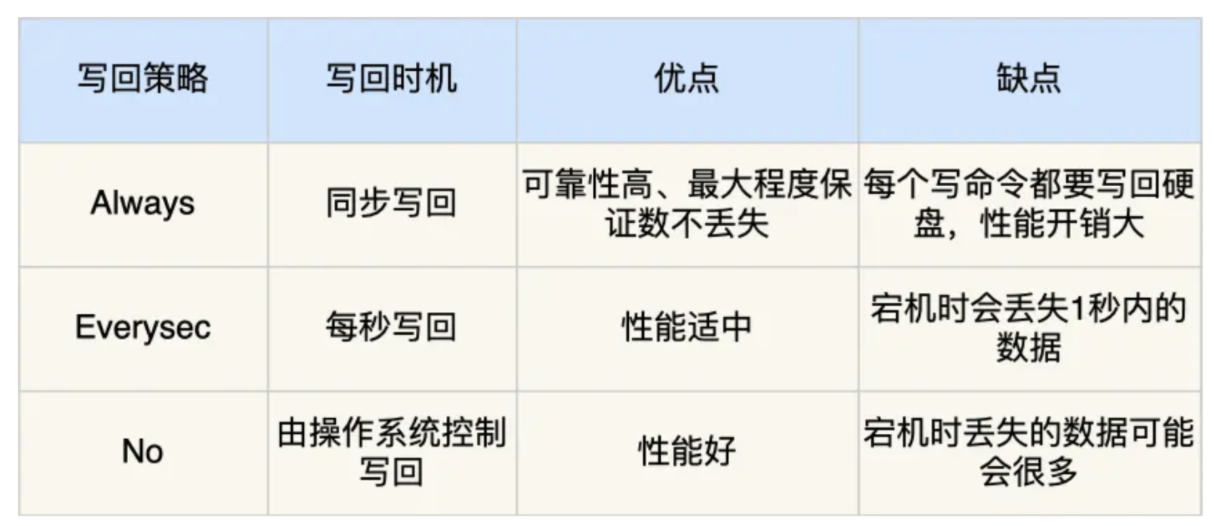 写回策略
写回时机
优点
缺点
Always
同步写回
可靠性高、最大程度保
证数不丢失
每个写命令都要写回硬
盘，性能开销大
Everysec
每秒写回
性能适中
宕机时会丢失1秒内的
数据
No
由操作系统控制
写回
性能好
宕机时丢失的数据可能
会很多